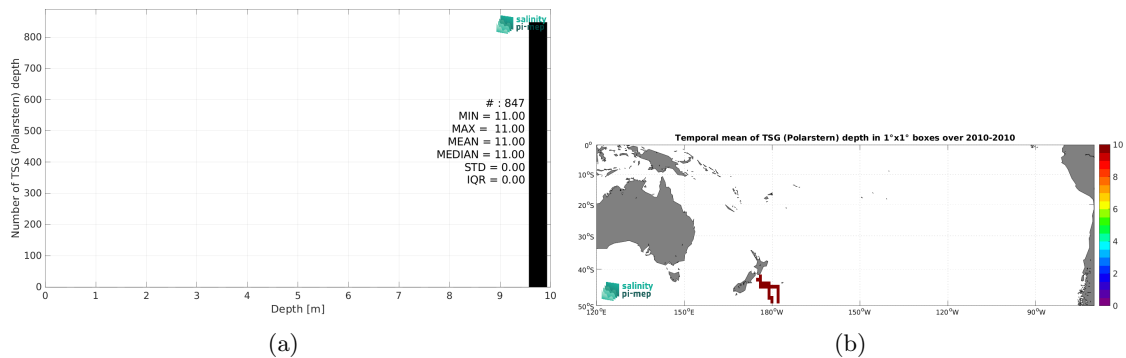 salinity
pi-mep
800
700
600
500
400
300
200
100
0
Number of TSG (Polarstern) depth
# : 847
MIN = 11.00
MAX = 11.00
MEAN = 11.00
MEDIAN = 11.00
STD = 0.00
IQR = 0.00
0 1 2 3 4 5 6 7 8 9 10
Depth [m]
(a)
Temporal mean of TSG (Polarstern) depth in 1°x1° boxes over 2010-2010
0°
10°S
20°S
30°S
40°S
50°S
120°E 150°E 180°W 150°W 120°W 90°W
salinity
pi-mep
10
8
6
4
2
0
(b)